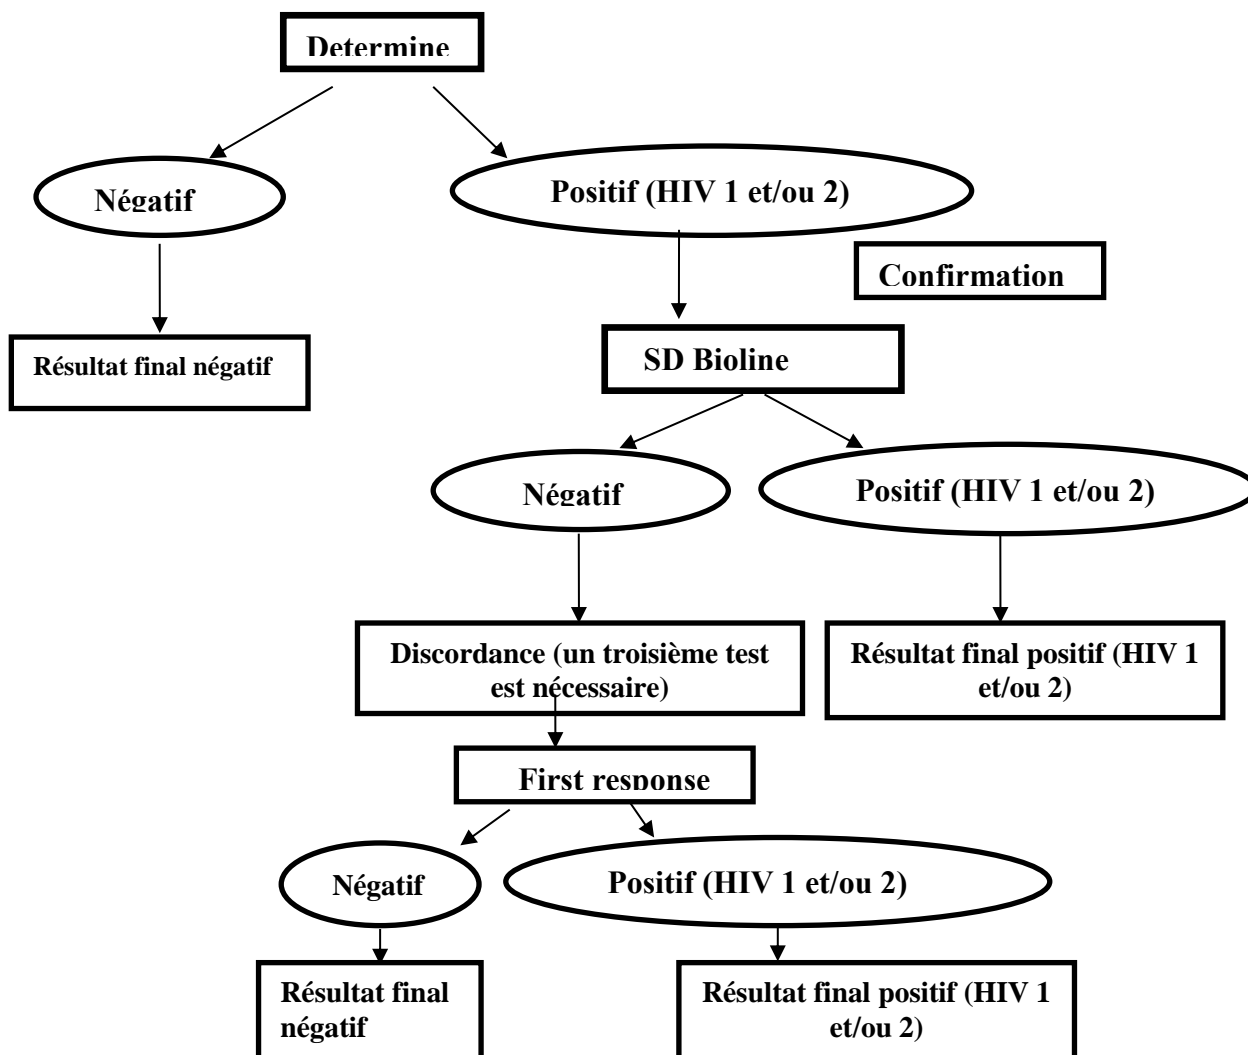 Determine
Négatif
Positif (HIV 1 et/ou 2)
Confirmation
Résultat final négatif
SD Bioline
Négatif
Positif (HIV 1 et/ou 2)
Discordance (un troisième test
est nécessaire)
Résultat final positif (HIV 1
et/ou 2)
First response
Négatif
Positif (HIV 1 et/ou 2)
Résultat final
négatif
Résultat final positif (HIV 1
et/ou 2)